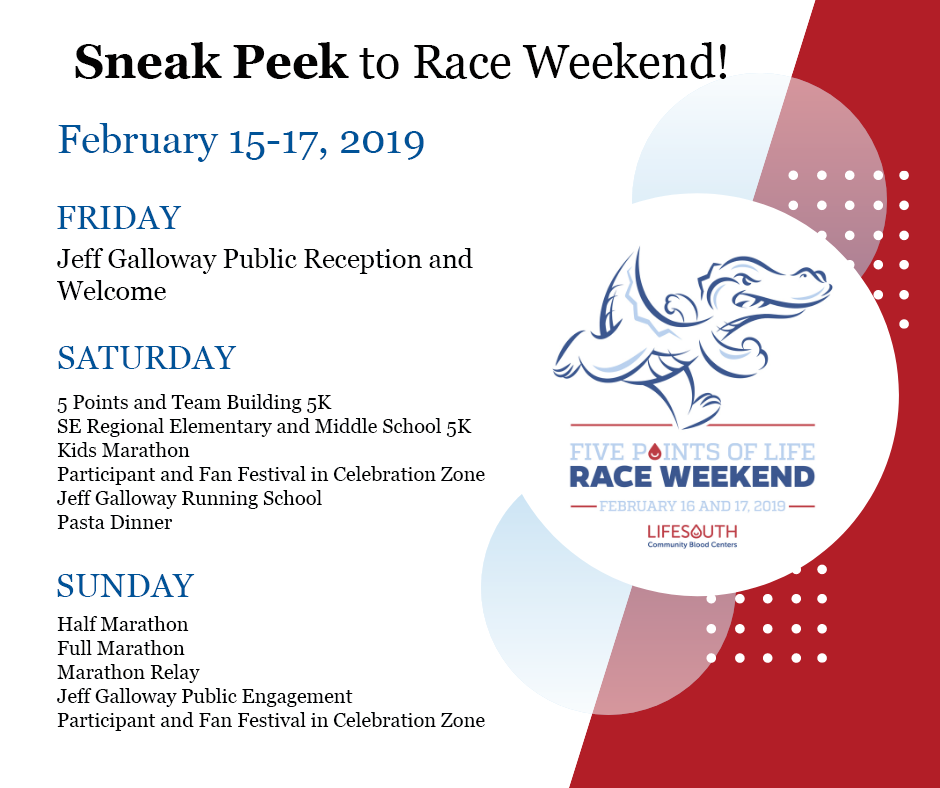 Sneak Peek to Race Weekend!
February 15-17, 2019
FRIDAY
Jeff Galloway Public Reception and
Welcome
SATURDAY
5 Points and Team Building 5K
SE Regional Elementary and Middle School 5K
Kids Marathon
Participant and Fan Festival in Celebration Zone
Jeff Galloway Running School
Pasta Dinner
SUNDAY
Half Marathon
Full Marathon
Marathon Relay
Jeff Galloway Public Engagement
Participant and Fan Festival in Celebration Zone
FIVE POINTS OF LIFE
RACE WEEKEND
FEBRUARY 16 AND 17, 2019
LIFESOUTH
Community Blood Centers